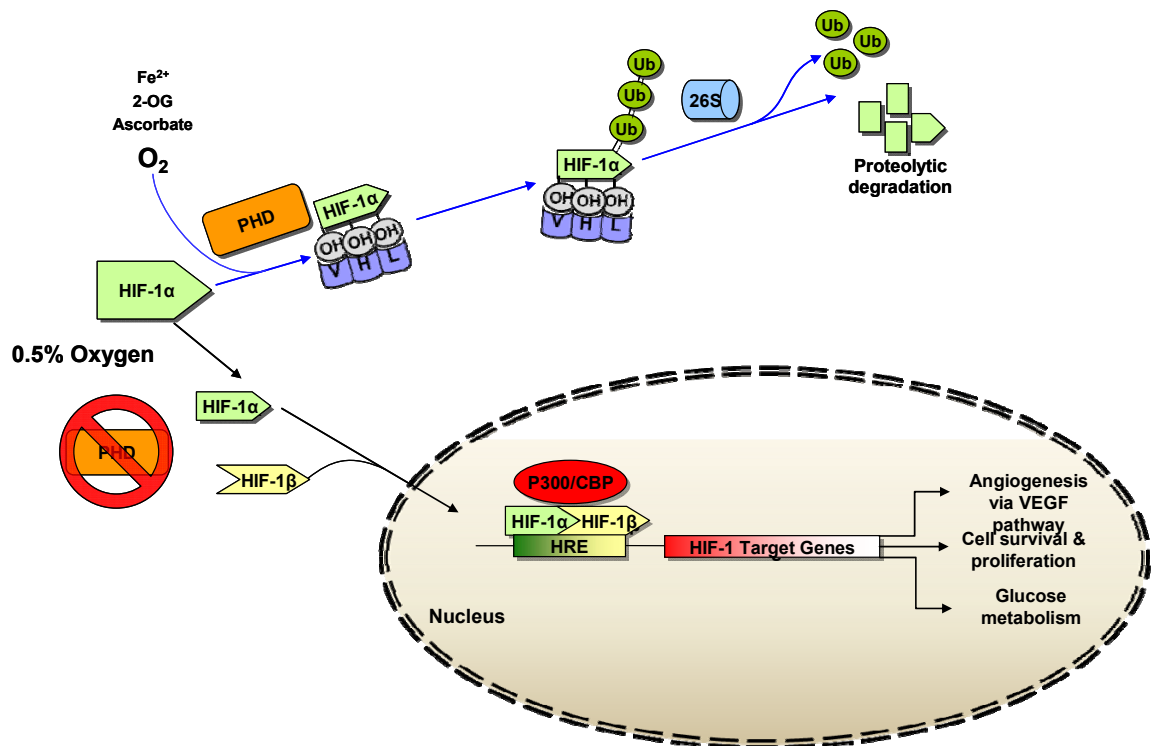 Fe²⁺
2-OG
Ascorbate
O₂
PHD
HIF-1α
OH OH OH
V H L
Ub
Ub
Ub
HIF-1α
OH OH OH
V H L
26S
Ub
Ub
Ub
Proteolytic
degradation
HIF-1α
0.5% Oxygen
PHD
HIF-1α
HIF-1β
P300/CBP
HIF-1α HIF-1β
HRE
HIF-1 Target Genes
Angiogenesis
via VEGF
pathway
Cell survival &
proliferation
Glucose
metabolism
Nucleus